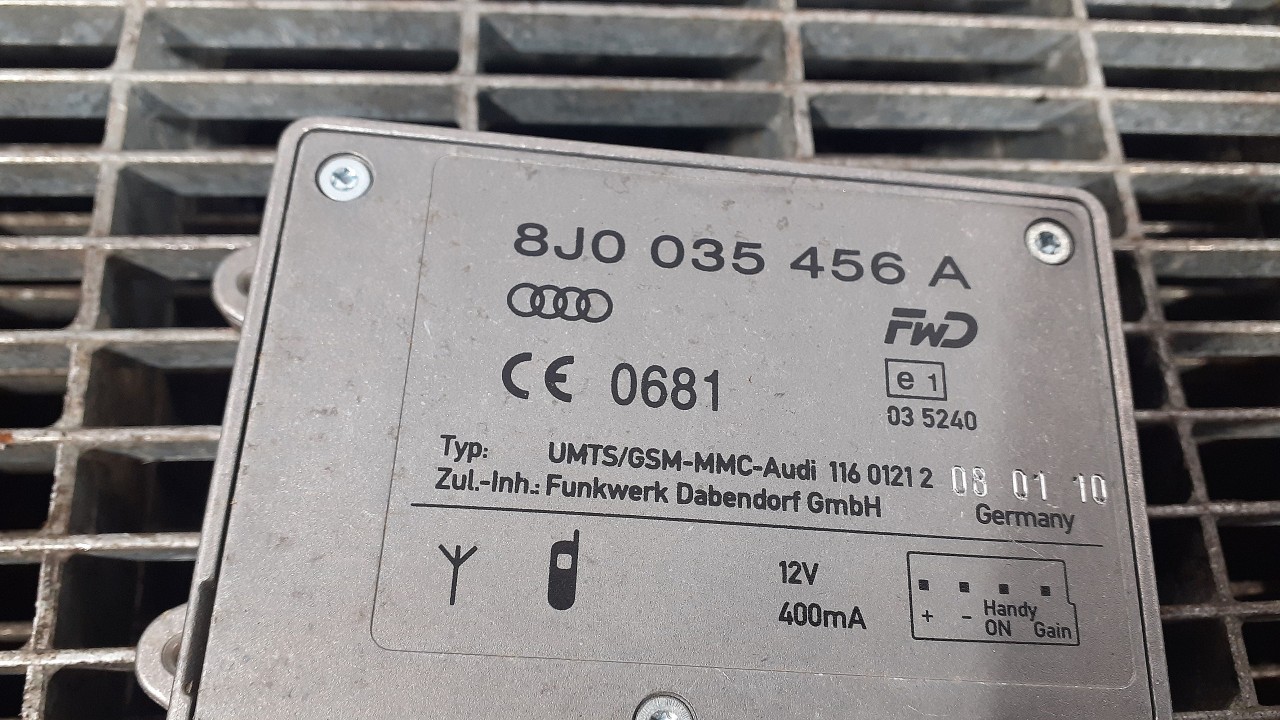 8J0 035 456 A
FWD
CE 0681
e 1
03 5240
Typ: UMTS/GSM-MMC-Audi 116 0121 2
08 01 10
Zul.-Inh.: Funkwerk Dabendorf GmbH
Germany
12V
400mA
+ - Handy ON Gain